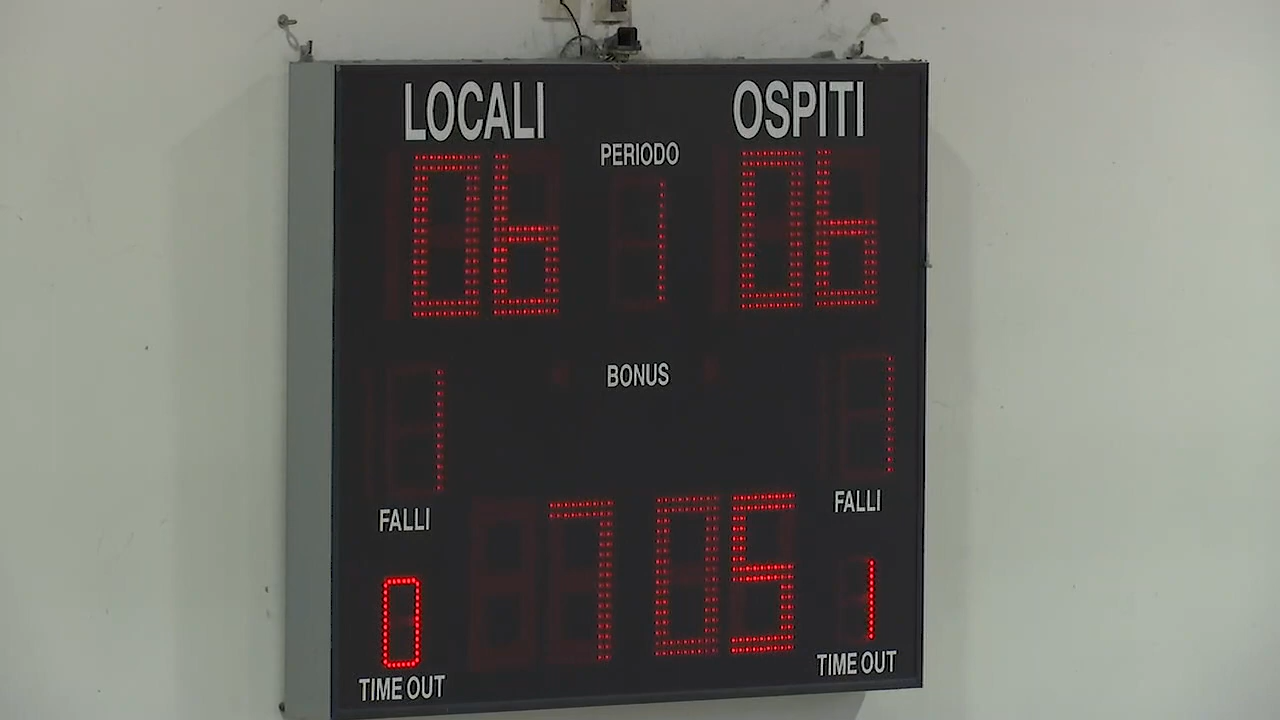 LOCALI OSPITI
PERIODO
06 1 06
BONUS
1 1
FALLI FALLI
7 05
0 1
TIME OUT TIME OUT